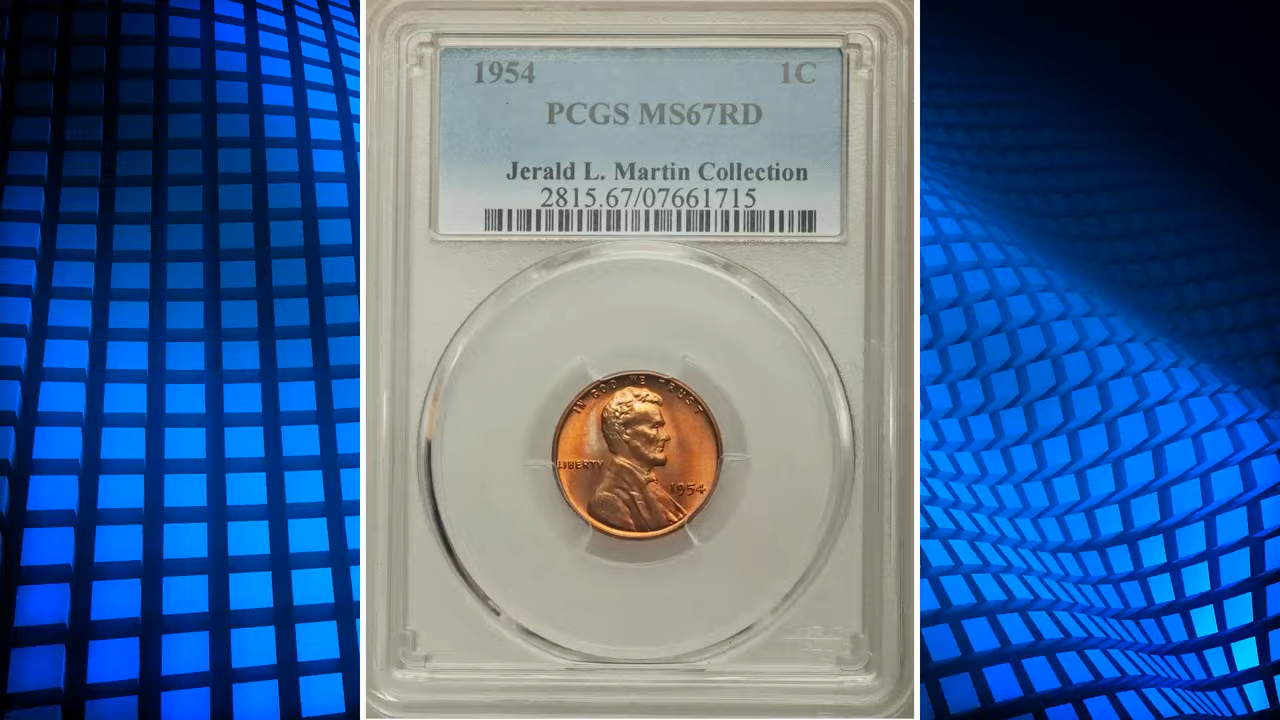 1954 1C
PCGS MS67RD
Jerald L. Martin Collection
2815.67/07661715
IN GOD WE TRUST
LIBERTY
1954